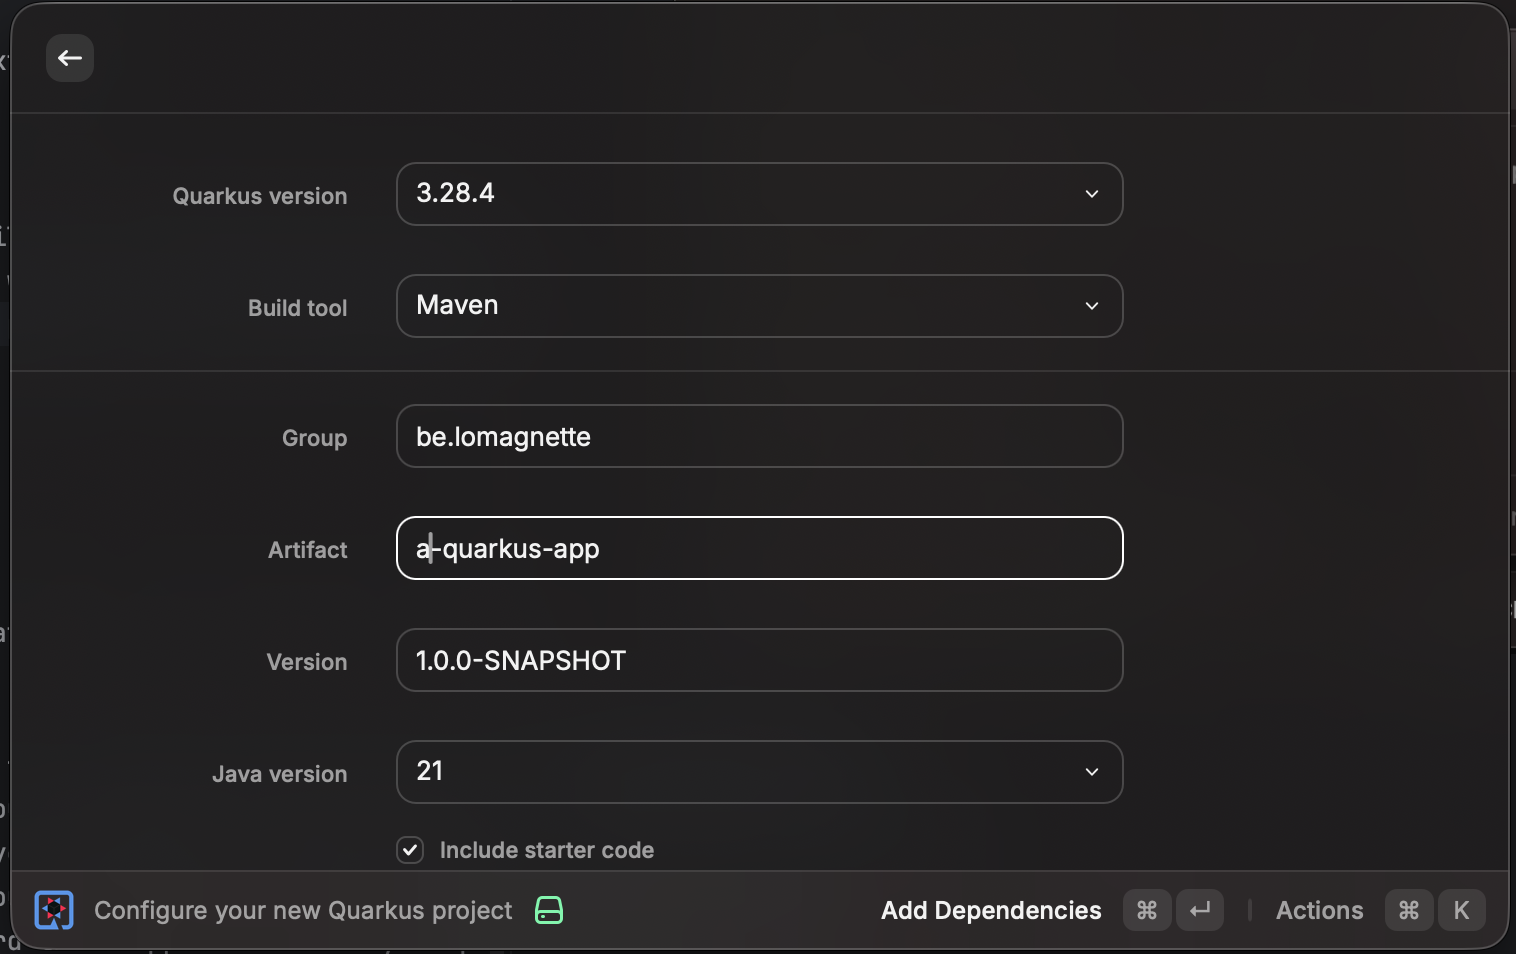 Quarkus version 3.28.4
Build tool Maven
Group be.lomagnette
Artifact a-quarkus-app
Version 1.0.0-SNAPSHOT
Java version 21
Include starter code
Configure your new Quarkus project Add Dependencies ⌘ ↵ Actions ⌘ K